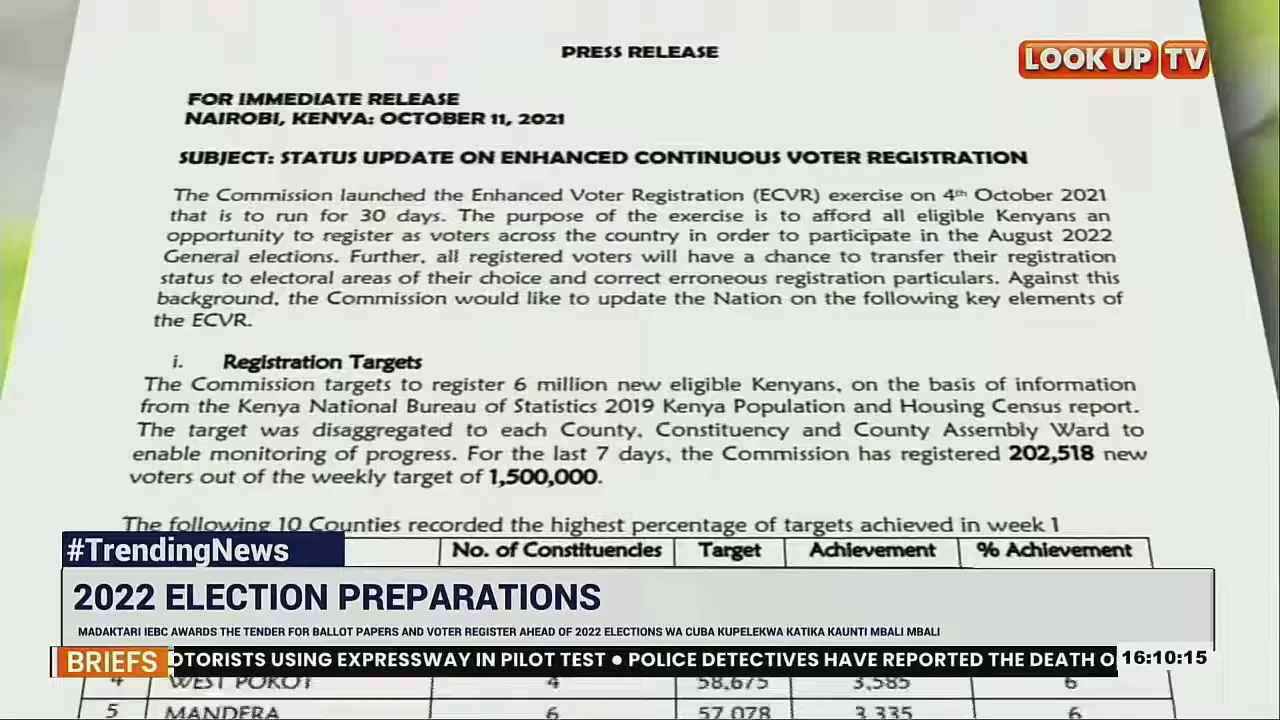 PRESS RELEASE
LOOK UP TV
FOR IMMEDIATE RELEASE
NAIROBI, KENYA: OCTOBER 11, 2021
SUBJECT: STATUS UPDATE ON ENHANCED CONTINUOUS VOTER REGISTRATION
The Commission launched the Enhanced Voter Registration (ECVR) exercise on 4th October 2021
that is to run for 30 days. The purpose of the exercise is to afford all eligible Kenyans an
opportunity to register as voters across the country in order to participate in the August 2022
General elections. Further, all registered voters will have a chance to transfer their registration
status to electoral areas of their choice and correct erroneous registration particulars. Against this
background, the Commission would like to update the Nation on the following key elements of
the ECVR.
i. Registration Targets
The Commission targets to register 6 million new eligible Kenyans, on the basis of information
from the Kenya National Bureau of Statistics 2019 Kenya Population and Housing Census report.
The target was disaggregated to each County, Constituency and County Assembly Ward to
enable monitoring of progress. For the last 7 days, the Commission has registered 202,518 new
voters out of the weekly target of 1,500,000.
The following 10 Counties recorded the highest percentage of targets achieved in week 1
#TrendingNews
No. of Constituencies Target Achievement % Achievement
2022 ELECTION PREPARATIONS
MADAKTARI IEBC AWARDS THE TENDER FOR BALLOT PAPERS AND VOTER REGISTER AHEAD OF 2022 ELECTIONS WA CUBA KUPELEKWA KATIKA KAUNTI MBALI MBALI
BRIEFS OTORISTS USING EXPRESSWAY IN PILOT TEST ● POLICE DETECTIVES HAVE REPORTED THE DEATH O 16:10:15
4 WEST POKOT 4 58,675 3,585 6
5 MANDERA 6 57,078 3,335 6